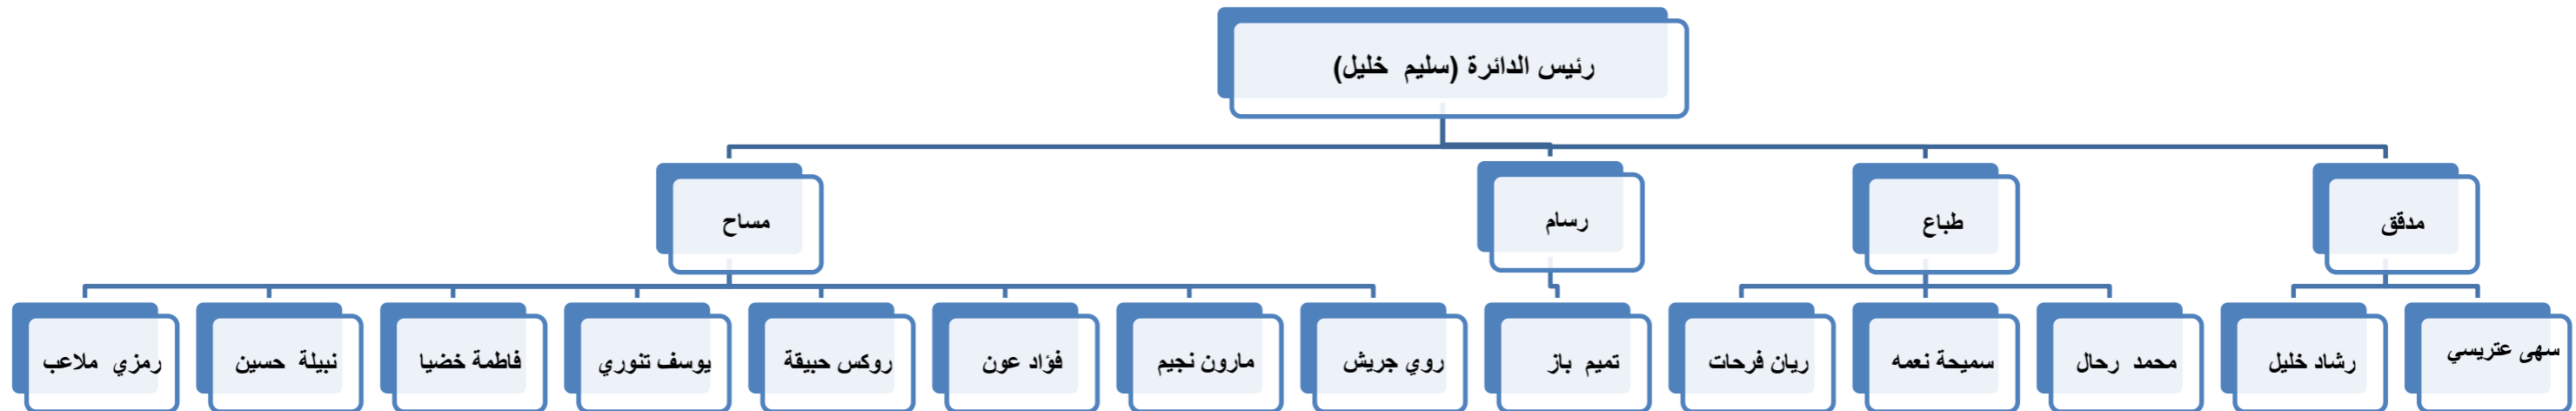 رئيس الدائرة (سليم خليل)
مدقق
طباع
رسام
مساح
سهى عتريسي
رشاد خليل
محمد رحال
سميحة نعمه
ريان فرحات
تميم باز
روي جريش
مارون نجيم
فؤاد عون
روكس حبيقة
يوسف تنوري
فاطمة خضيا
نبيلة حسين
رمزي ملاعب